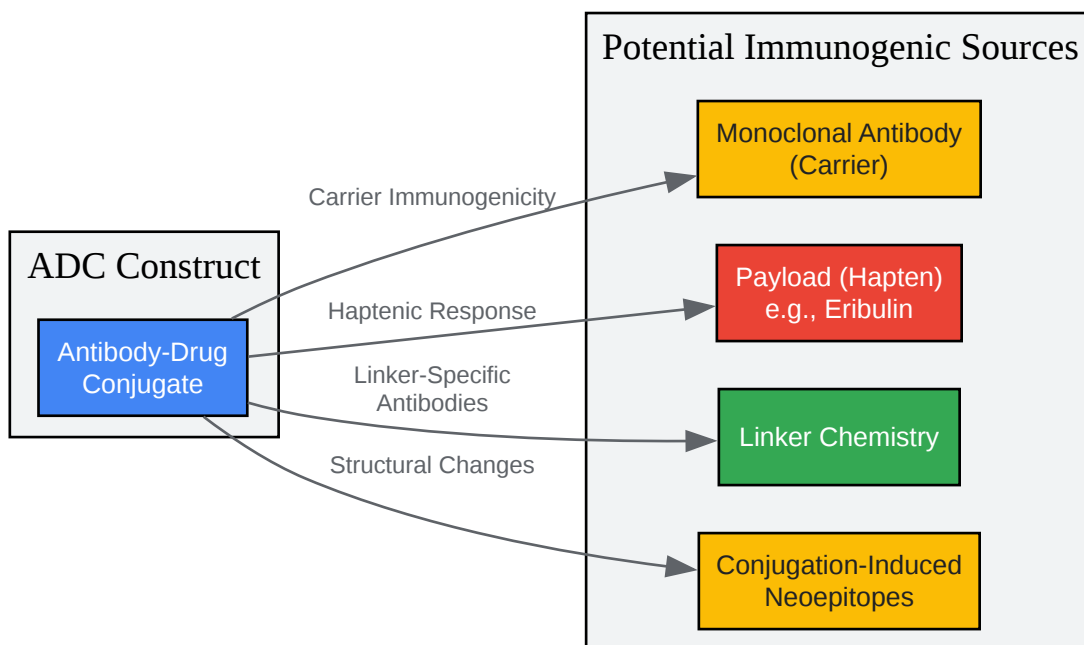 Potential Immunogenic Sources
Monoclonal Antibody
(Carrier)
Carrier Immunogenicity
ADC Construct
Payload (Hapten)
e.g., Eribulin
Haptenic Response
Antibody-Drug
Conjugate
Linker-Specific
Antibodies
Linker Chemistry
Structural Changes
Conjugation-Induced
Neoepitopes